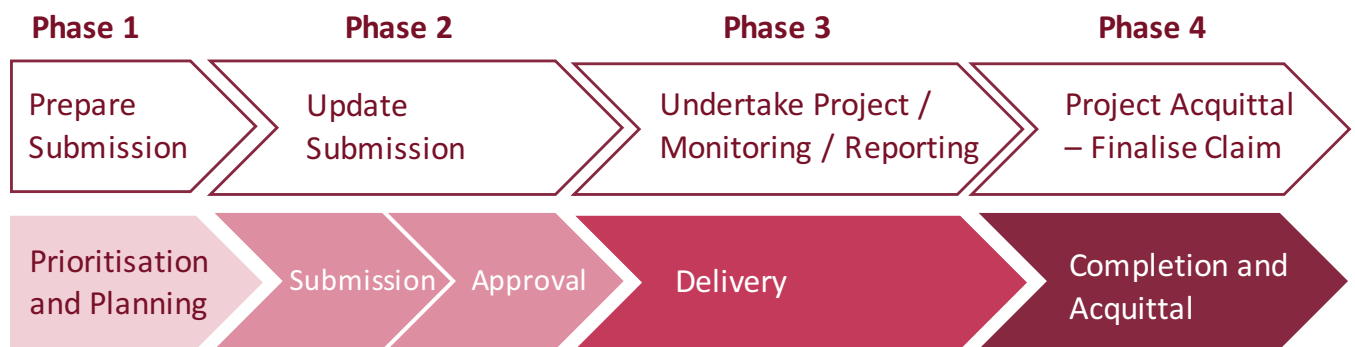 Phase 1
Phase 2
Phase 3
Phase 4
Prepare
Submission
Update
Submission
Undertake Project /
Monitoring / Reporting
Project Acquittal
– Finalise Claim
Prioritisation
and Planning
Submission
Approval
Delivery
Completion and
Acquittal